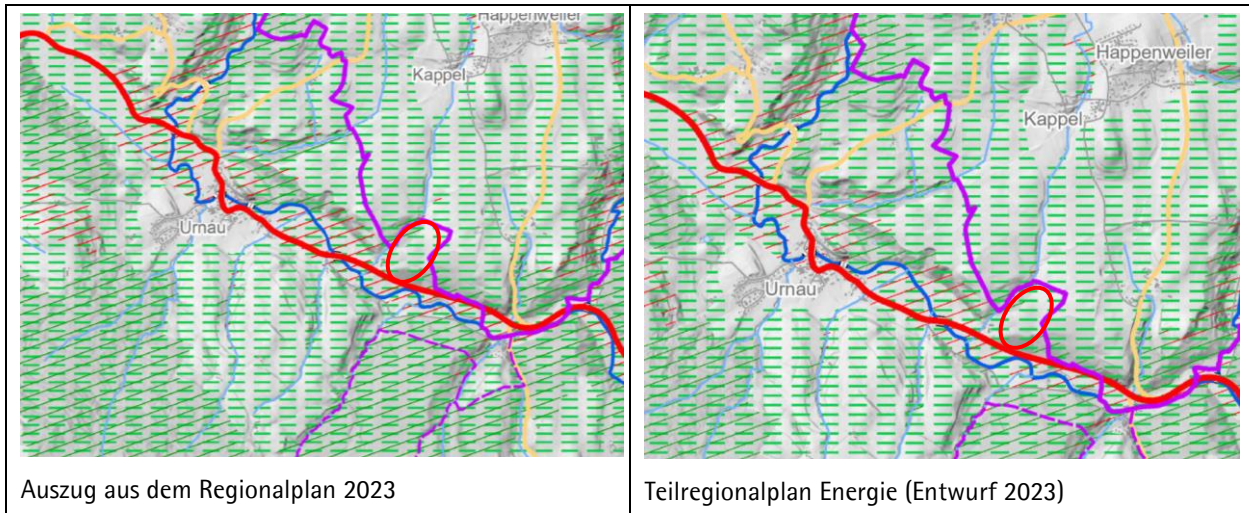 Happenweiler
Kappel
Urnau
Auszug aus dem Regionalplan 2023
Happenweiler
Kappel
Urnau
Teilregionalplan Energie (Entwurf 2023)